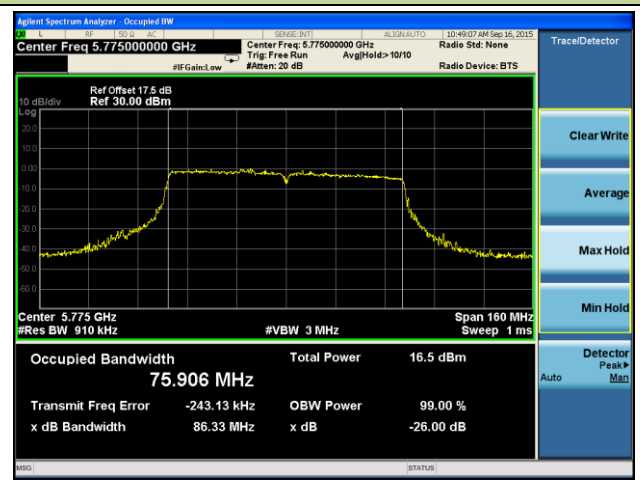 Agilent Spectrum Analyzer - Occupied BW
L RF 50 Ω AC SENSE:INT ALIGN AUTO 10:49:07 AM Sep 16, 2015
Center Freq 5.775000000 GHz
Center Freq: 5.775000000 GHz
Radio Std: None
Trig: Free Run Avg|Hold:>10/10
#IFGain:Low #Atten: 20 dB Radio Device: BTS
Trace/Detector
Ref Offset 17.5 dB
10 dB/div Ref 30.00 dBm
Log
20.0
10.0
0.00
-10.0
-20.0
-30.0
-40.0
-50.0
-60.0
Center 5.775 GHz Span 160 MHz
#Res BW 910 kHz #VBW 3 MHz Sweep 1 ms
Occupied Bandwidth Total Power 16.5 dBm
75.906 MHz
Transmit Freq Error -243.13 kHz OBW Power 99.00 %
x dB Bandwidth 86.33 MHz x dB -26.00 dB
Clear Write
Average
Max Hold
Min Hold
Detector
Peak▶
Auto Man
MSG STATUS